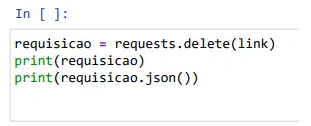 In [ ]:
requisicao = requests.delete(link)
print(requisicao)
print(requisicao.json())